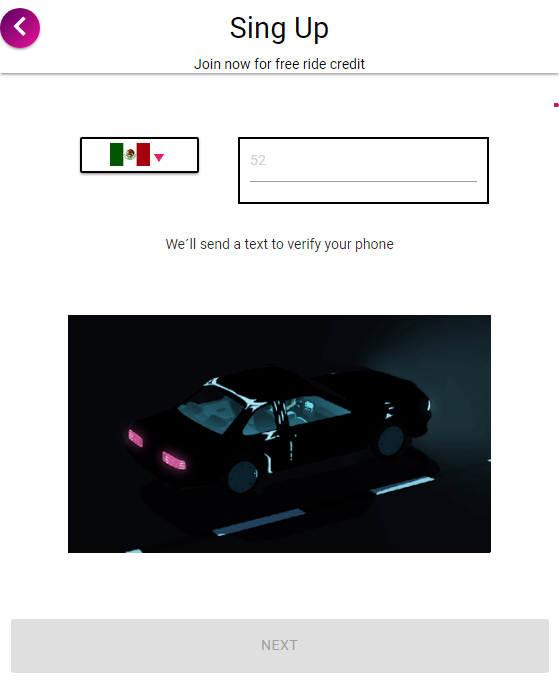 Sing Up
Join now for free ride credit
52
We´ll send a text to verify your phone
NEXT